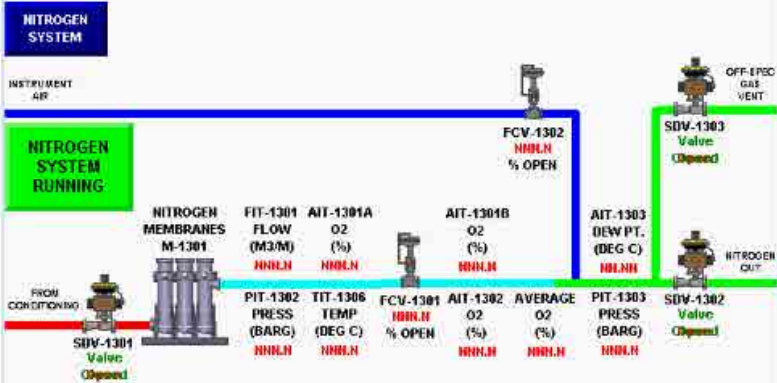 NITROGEN
SYSTEM
INSTRUMENT
AIR
NITROGEN
SYSTEM
RUNNING
FCV-1302
NNN.N
% OPEN
OFF-SPEC
GAS
VENT
SDV-1303
Valve
NITROGEN
MEMBRANES
M-1301
FIT-1301
FLOW
(M3/M)
NNN.N
AIT-1301A
O2
(%)
NNN.N
AIT-1301B
O2
(%)
NNN.N
AIT-1303
DEW PT.
(DEG C)
NN.NN
NITROGEN
OUT
FROM
CONDITIONING
SDV-1301
Valve
PIT-1302
PRESS
(BARG)
NNN.N
TIT-1306
TEMP
(DEG C)
NNN.N
FCV-1301
NNN.N
% OPEN
AIT-1302
O2
(%)
NNN.N
AVERAGE
O2
(%)
NNN.N
PIT-1303
PRESS
(BARG)
NNN.N
SDV-1302
Valve